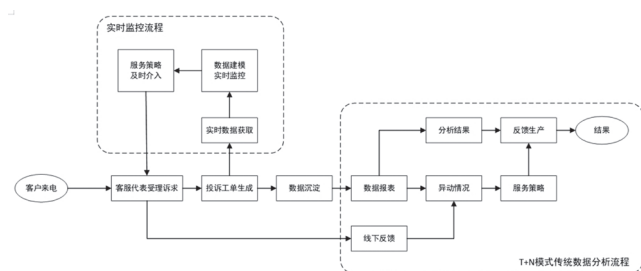 实时监控流程
服务策略
及时介入
数据建模
实时监控
实时数据获取
分析结果
反馈生产
结果
客户来电
客服代表受理诉求
投诉工单生成
数据沉淀
数据报表
异动情况
服务策略
线下反馈
T+N模式传统数据分析流程